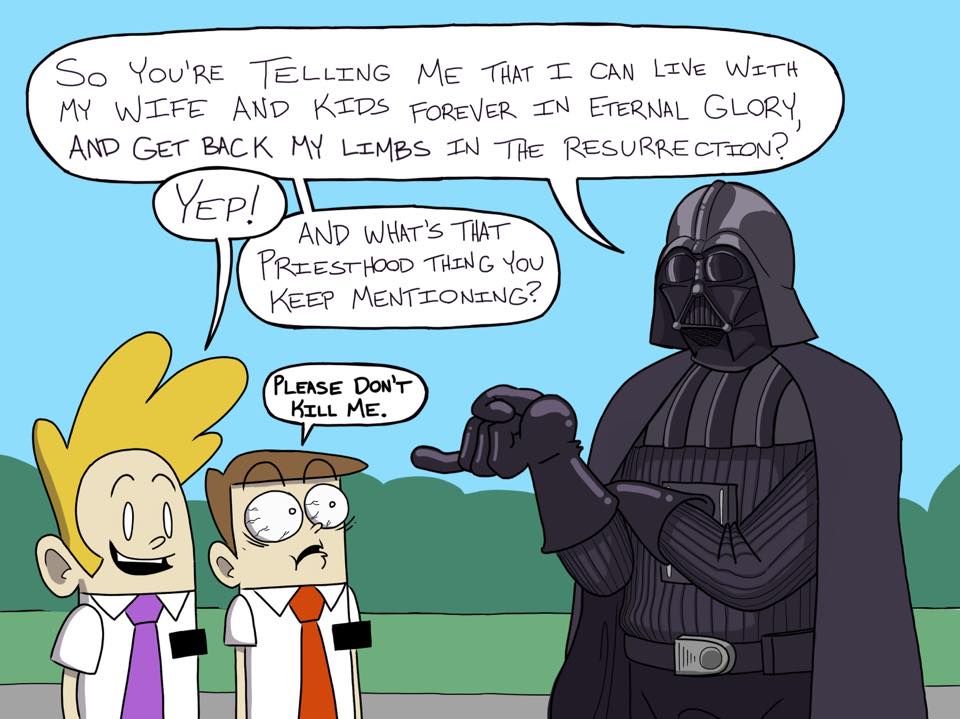 SO YOU'RE TELLING ME THAT I CAN LIVE WITH
MY WIFE AND KIDS FOREVER IN ETERNAL GLORY,
AND GET BACK MY LIMBS IN THE RESURRECTION?
YEP!
AND WHAT'S THAT
PRIESTHOOD THING YOU
KEEP MENTIONING?
PLEASE DON'T
KILL ME.